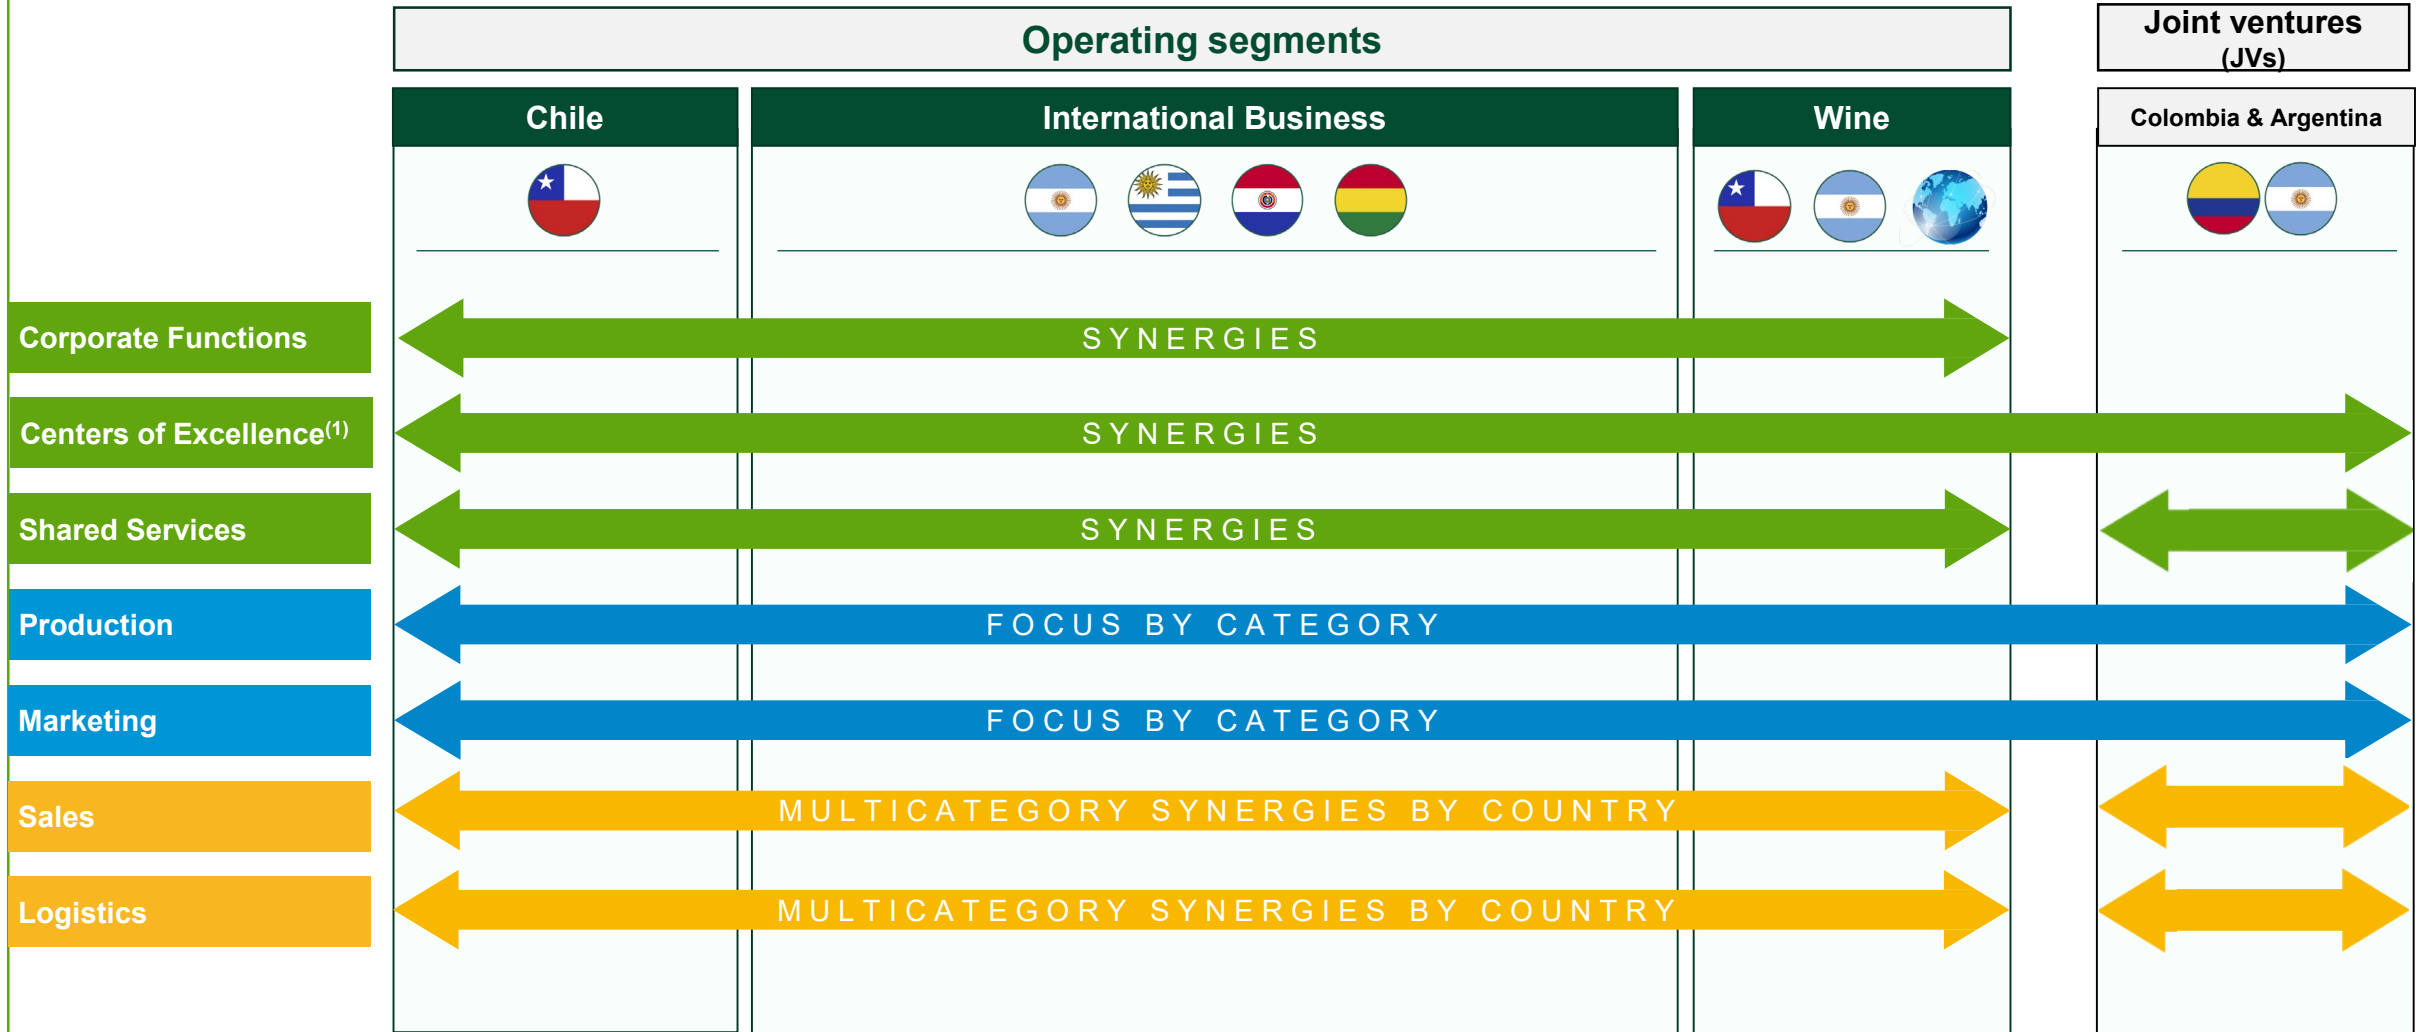 Operating segments
Joint ventures
(JVs)
Chile
International Business
Wine
Colombia & Argentina
Corporate Functions
SYNERGIES
Centers of Excellence(1)
SYNERGIES
Shared Services
SYNERGIES
Production
FOCUS BY CATEGORY
Marketing
FOCUS BY CATEGORY
Sales
MULTICATEGORY SYNERGIES BY COUNTRY
Logistics
MULTICATEGORY SYNERGIES BY COUNTRY